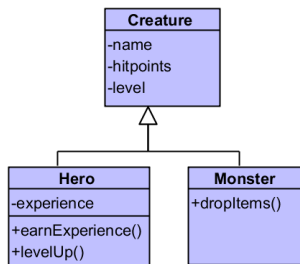 Creature
-name
-hitpoints
-level
Hero
-experience
+earnExperience()
+levelUp()
Monster
+dropItems()